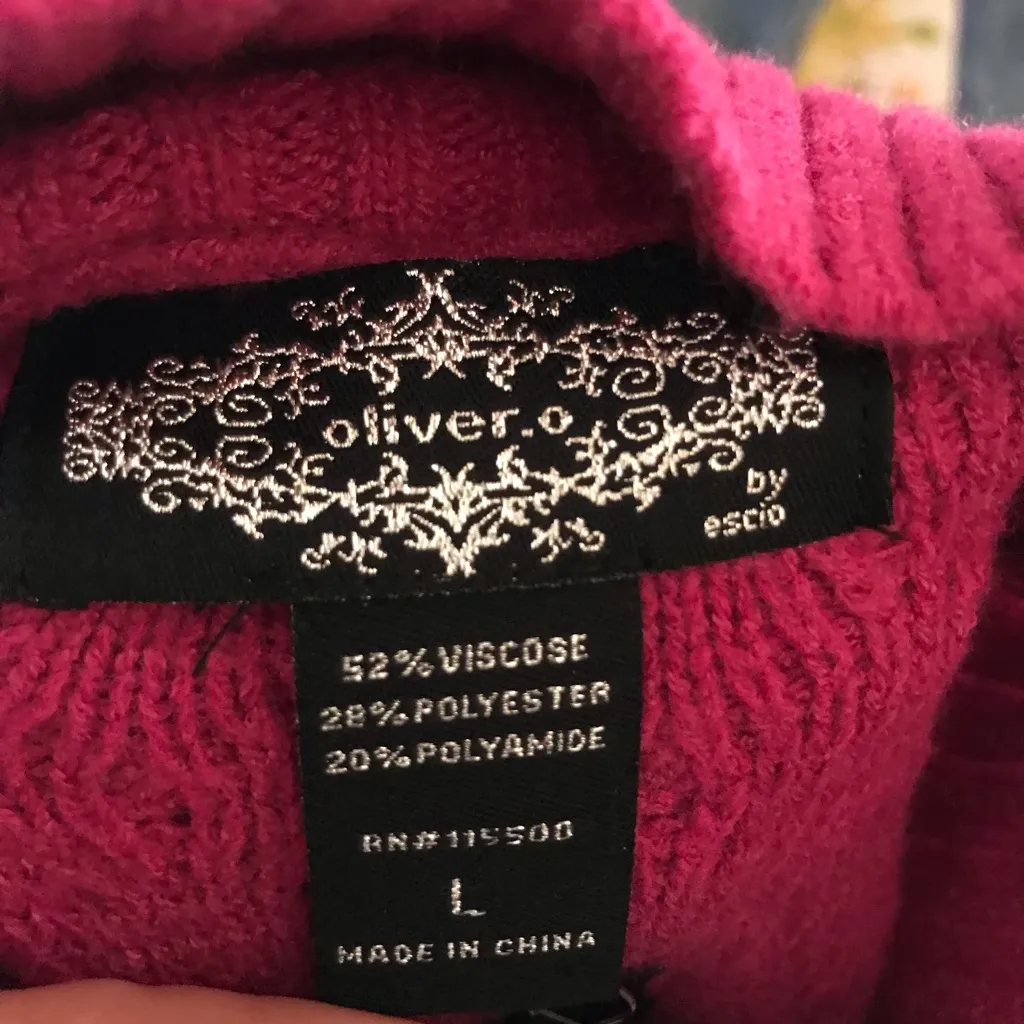 oliver.o
by
escio
52% VISCOSE
28% POLYESTER
20% POLYAMIDE
RN# 115500
L
MADE IN CHINA